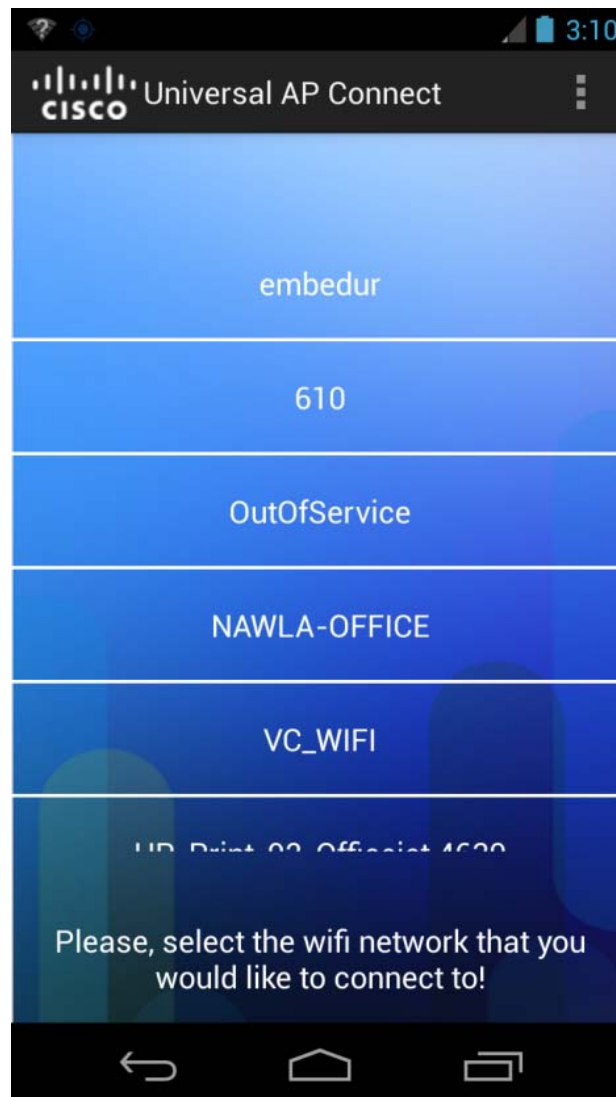 3:10
CISCO Universal AP Connect
embedur
610
OutOfService
NAWLA-OFFICE
VC_WIFI
Please, select the wifi network that you
would like to connect to!